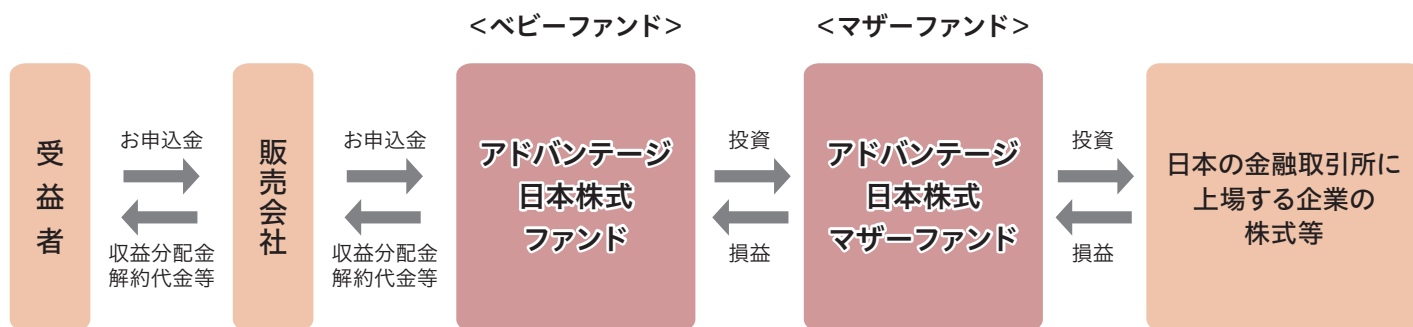 <ベビーファンド>
<マザーファンド>
受益者
お申込金
収益分配金
解約代金等
販売会社
お申込金
収益分配金
解約代金等
アドバンテージ
日本株式
ファンド
投資
損益
アドバンテージ
日本株式
マザーファンド
投資
損益
日本の金融取引所に
上場する企業の
株式等